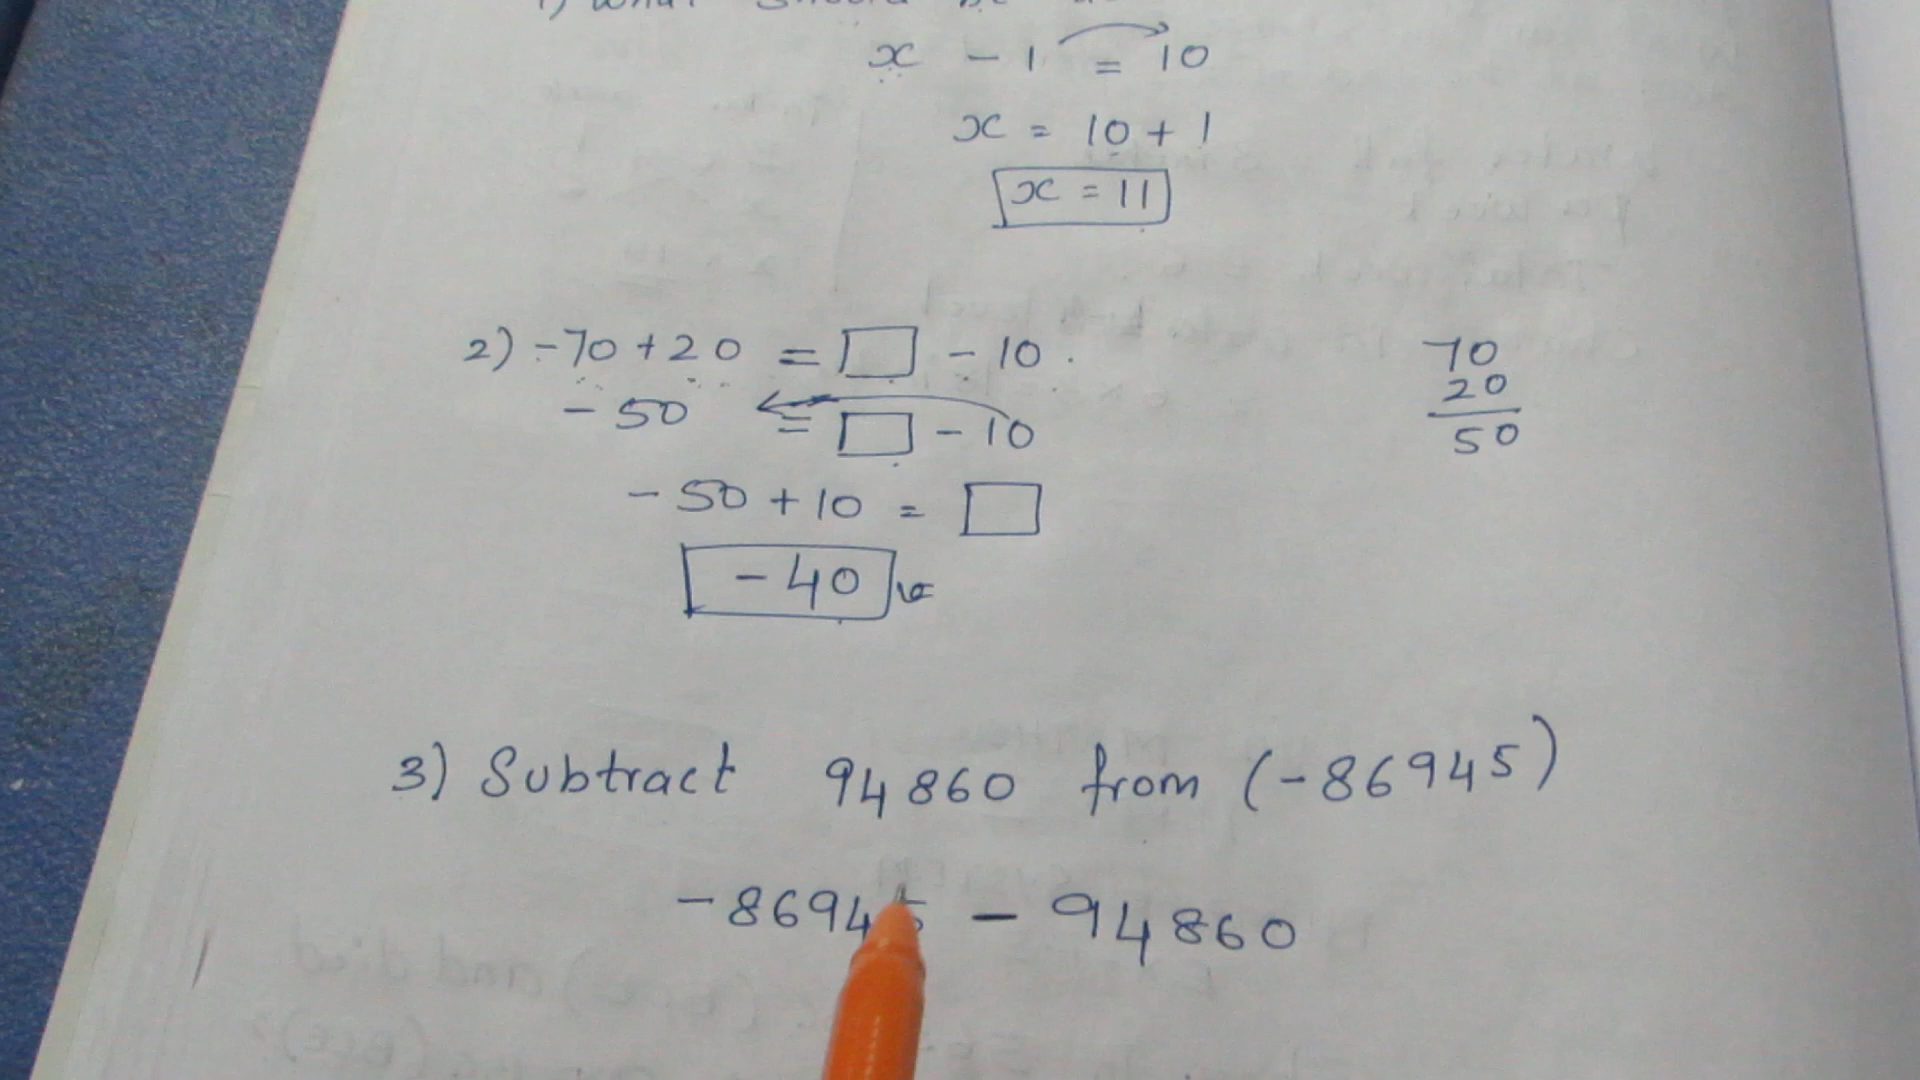 x - 1 = 10
x = 10 + 1
x = 11
2) -70 + 20 = □ - 10
-50 = □ - 10
-50 + 10 = □
-40
70
20
50
3) Subtract 94860 from (-86945)
-86945 - 94860